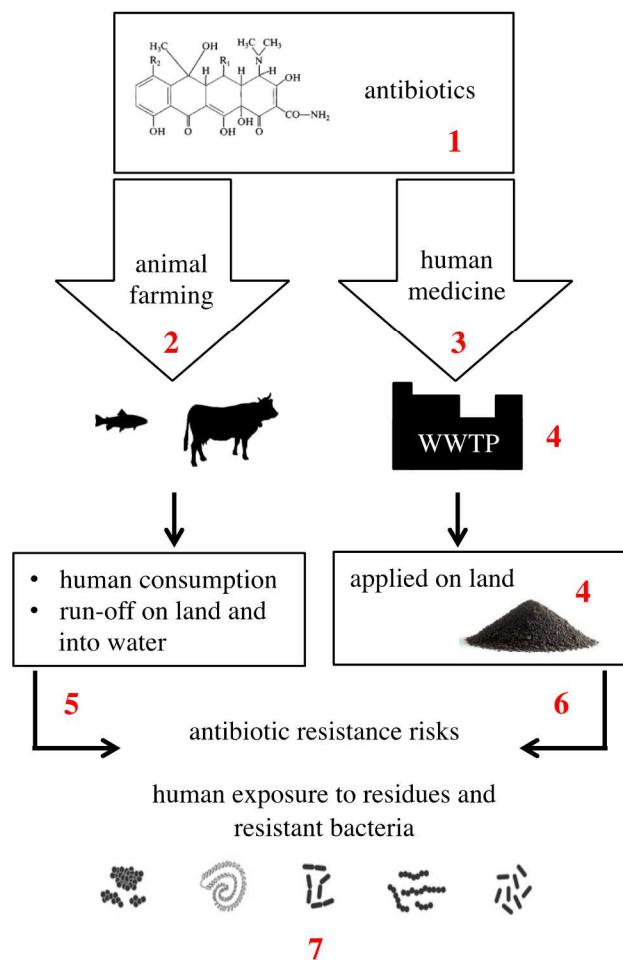 H₃C
OH
R₂
R₁
H₃C
CH₃
N
H
H
H
OH
OH
O
OH
OH
O
CO–NH₂
antibiotics
1
animal
farming
2
human
medicine
3
WWTP
4
• human consumption
• run-off on land and
into water
applied on land
4
5
6
antibiotic resistance risks
human exposure to residues and
resistant bacteria
7